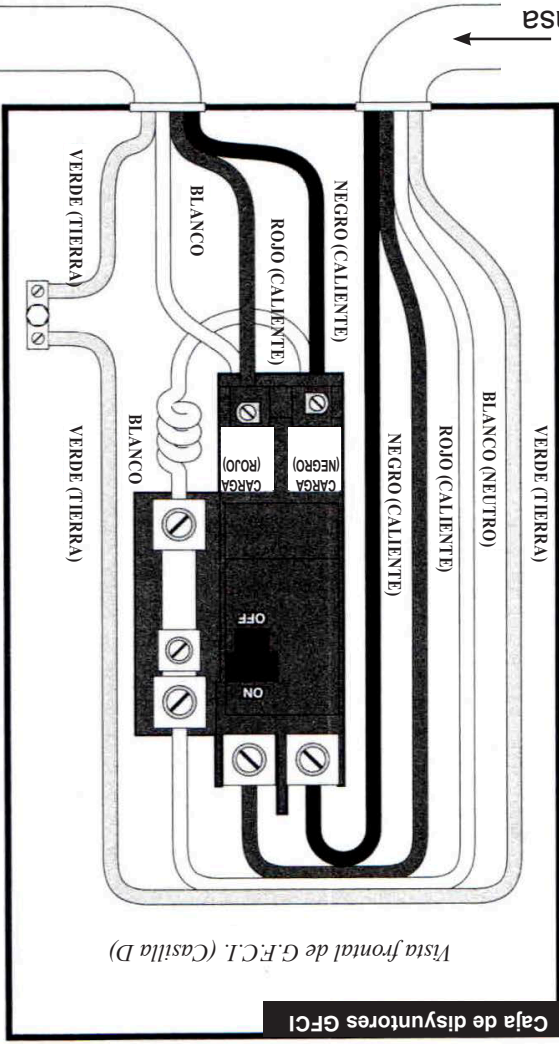 Caja de disyuntores GFCI
Vista frontal de G.F.C.I. (Casilla D)
VERDE (TIERRA)
BLANCO (NEUTRO)
ROJO (CALIENTE)
NEGRO (CALIENTE)
ON
OFF
CARGA
(NEGRO)
CARGA
(ROJO)
BLANCO
VERDE (TIERRA)
NEGRO (CALIENTE)
ROJO (CALIENTE)
BLANCO
VERDE (TIERRA)